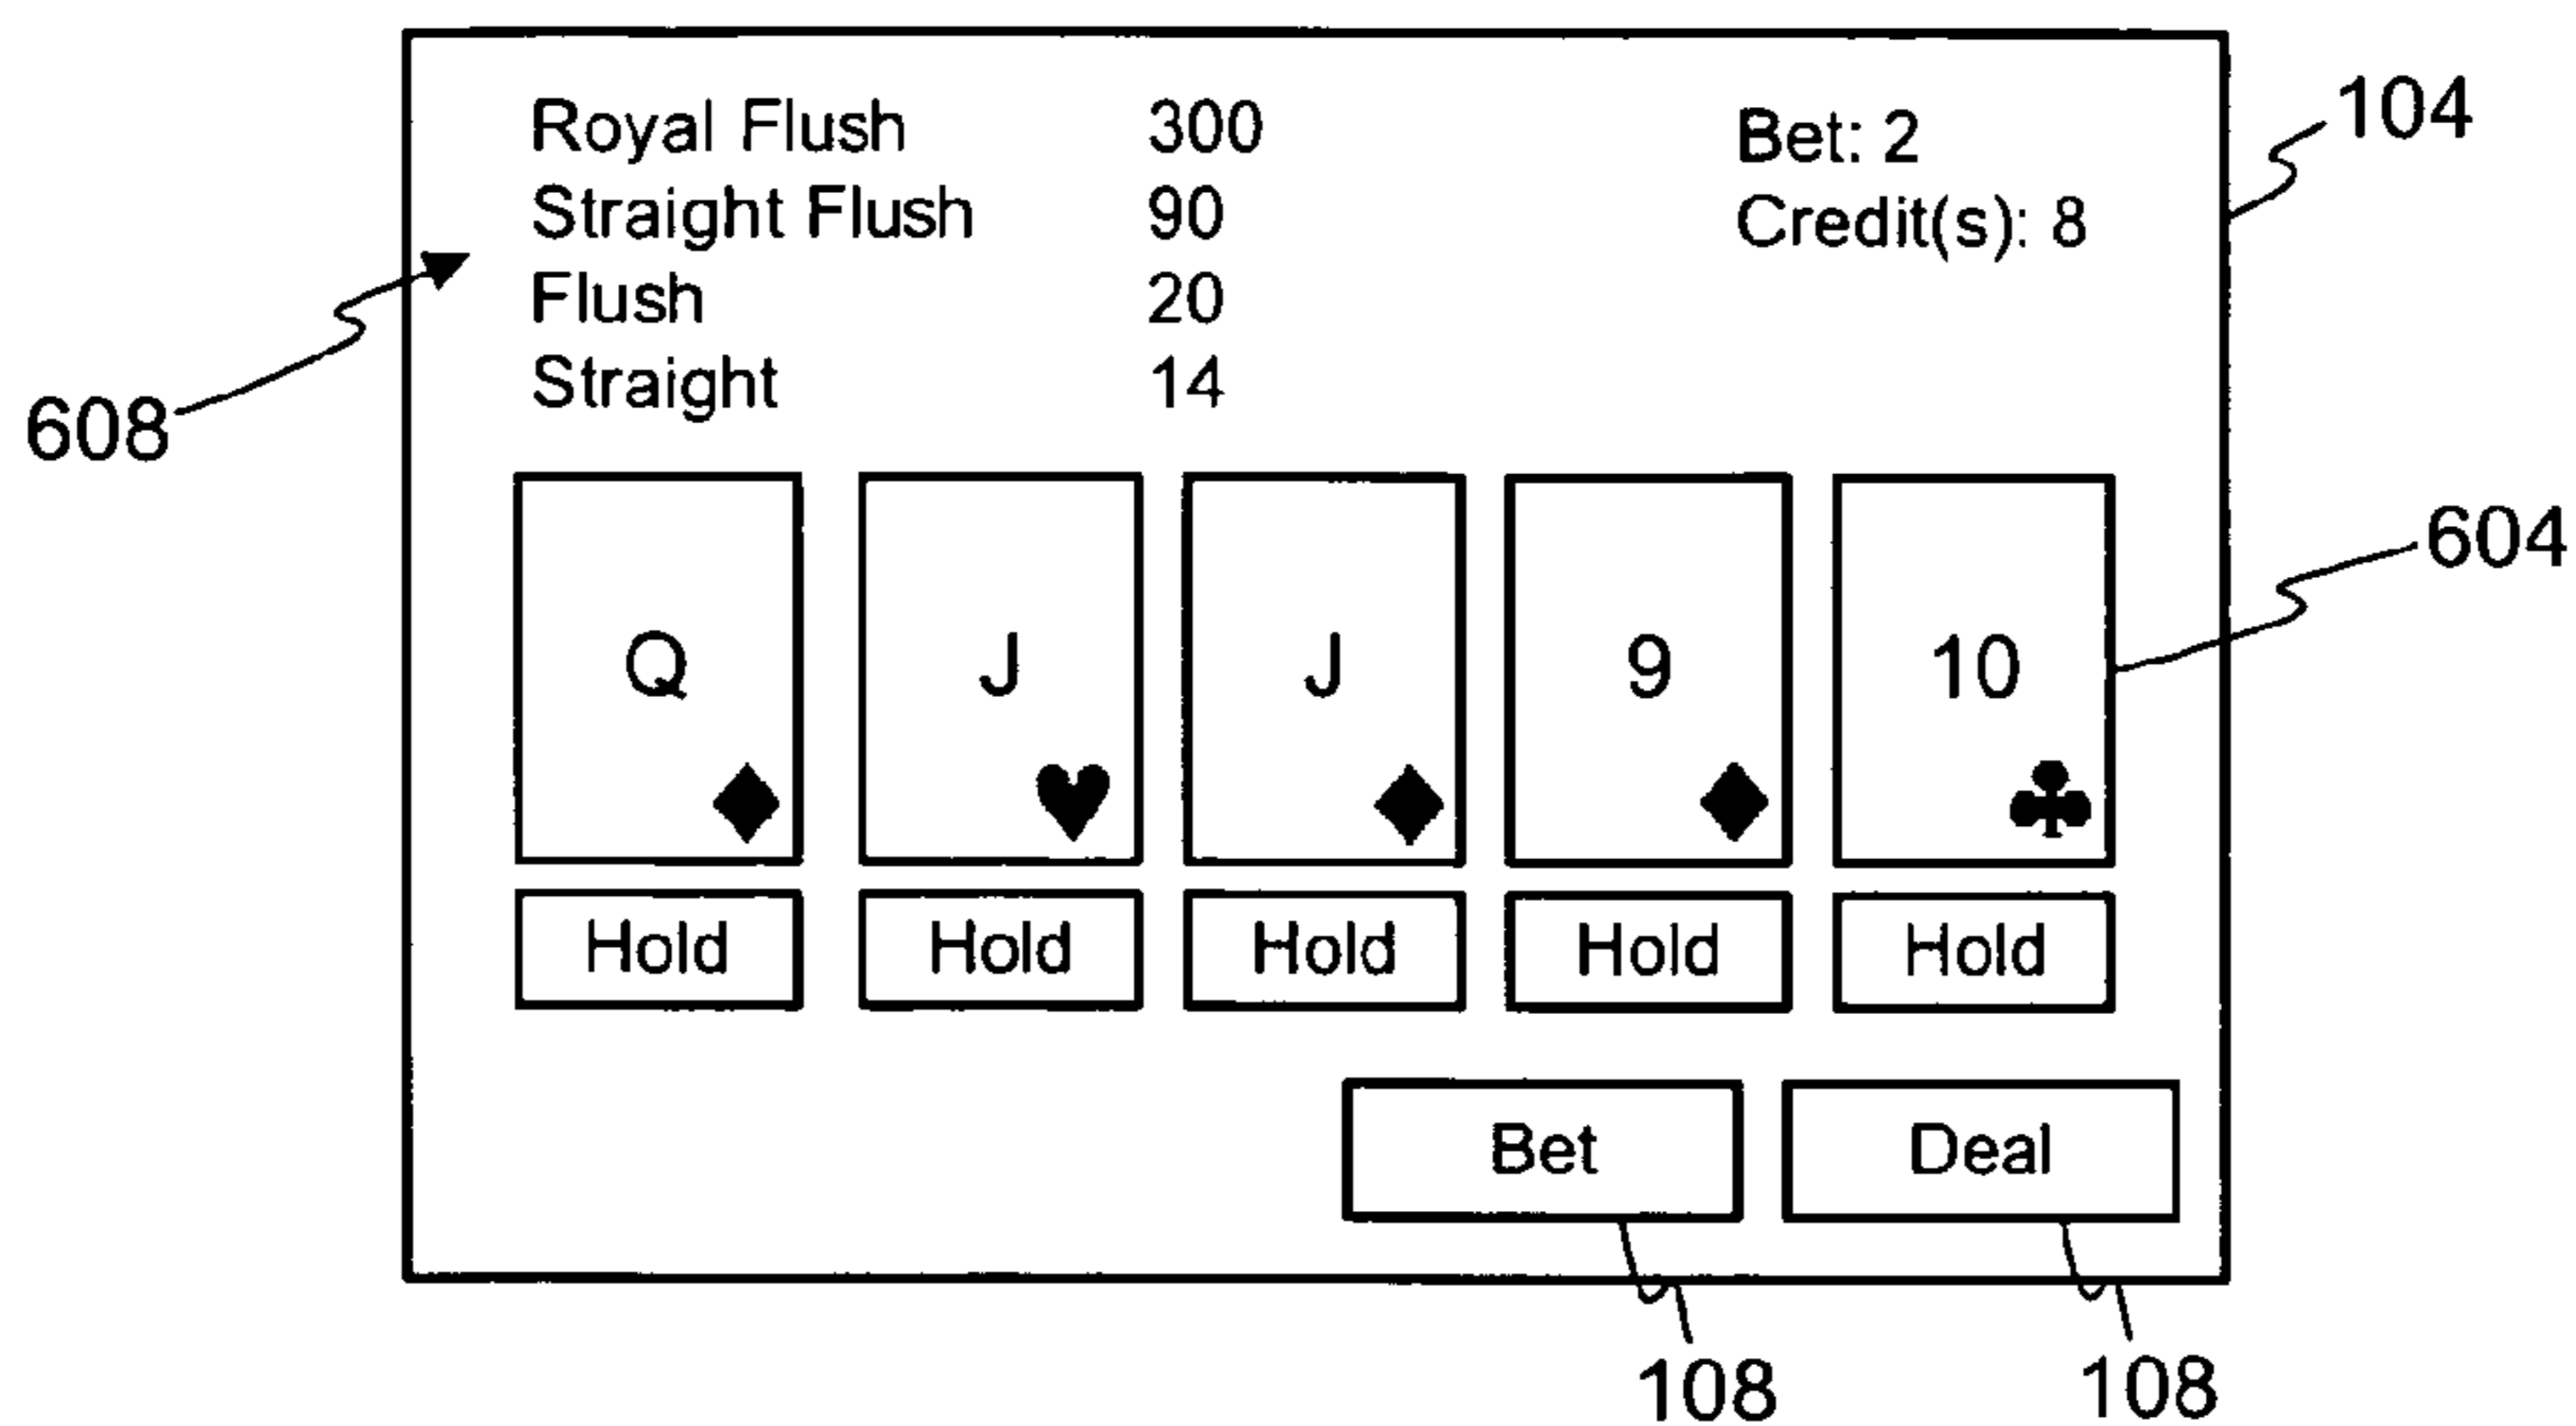 Royal Flush 300
Straight Flush 90
Flush 20
Straight 14
Bet: 2
Credit(s): 8
104
608
604
Q J J 9 10
Hold Hold Hold Hold Hold
Bet Deal
108 108